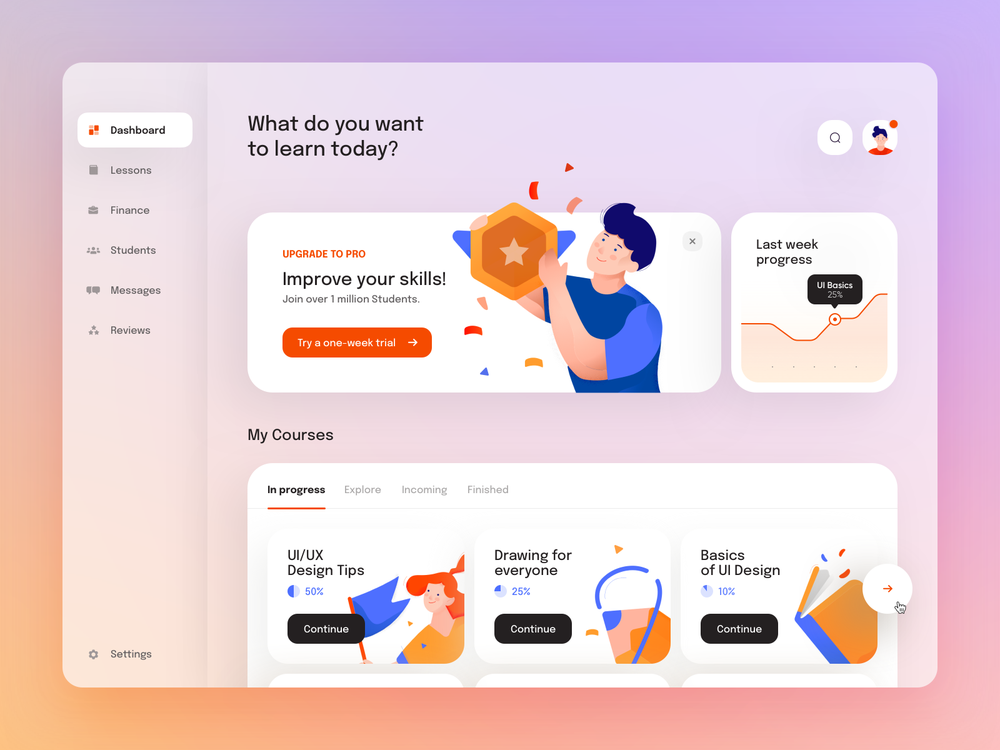 Dashboard
Lessons
Finance
Students
Messages
Reviews
Settings
What do you want
to learn today?
UPGRADE TO PRO
Improve your skills!
Join over 1 million Students.
Try a one-week trial
Last week
progress
UI Basics
25%
My Courses
In progress
Explore
Incoming
Finished
UI/UX
Design Tips
50%
Continue
Drawing for
everyone
25%
Continue
Basics
of UI Design
10%
Continue